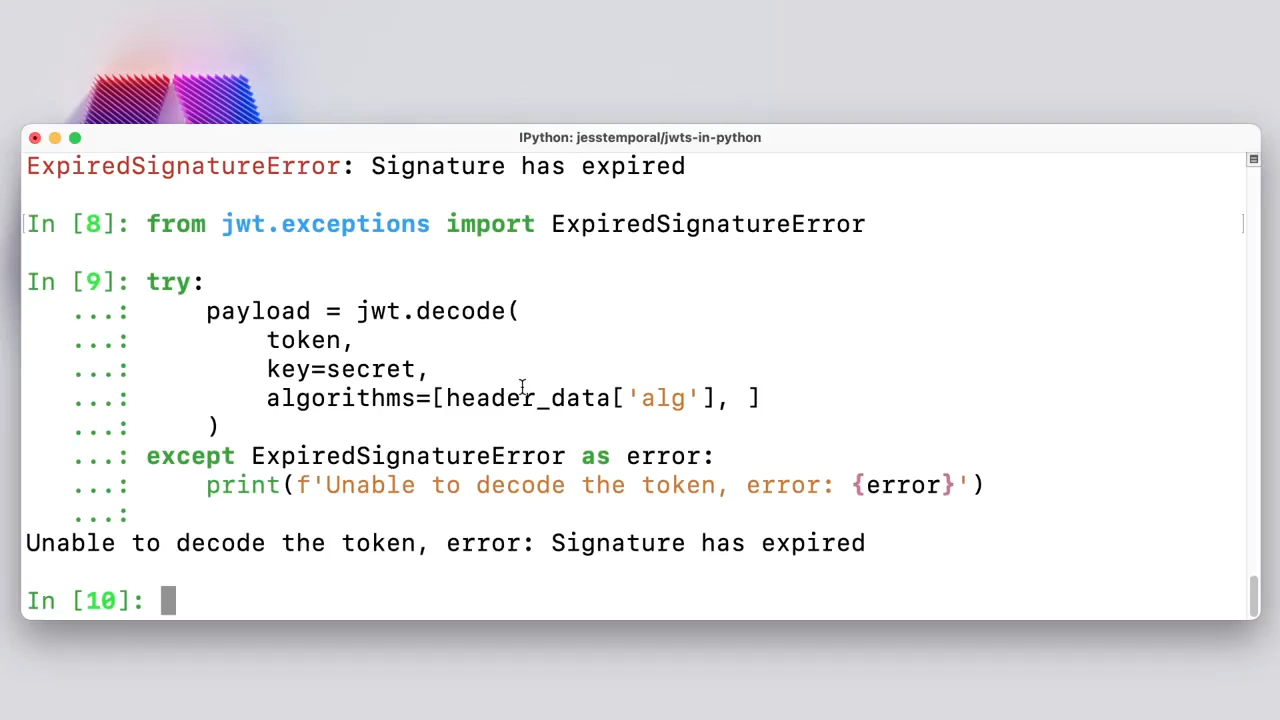 IPython: jesstemporal/jwts-in-python
ExpiredSignatureError: Signature has expired
In [8]: from jwt.exceptions import ExpiredSignatureError
In [9]: try:
   ...:     payload = jwt.decode(
   ...:         token,
   ...:         key=secret,
   ...:         algorithms=[header_data['alg'], ]
   ...:     )
   ...: except ExpiredSignatureError as error:
   ...:     print(f'Unable to decode the token, error: {error}')
   ...:
Unable to decode the token, error: Signature has expired
In [10]: